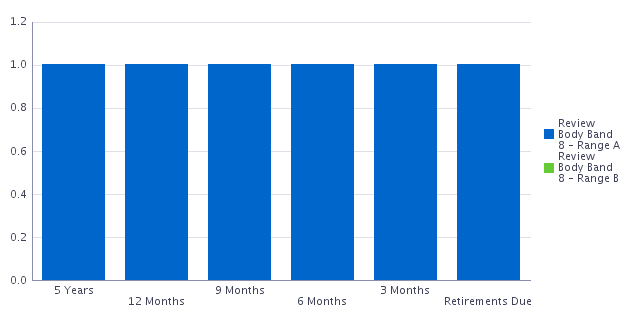 1.2
1.0
0.8
0.6
0.4
0.2
0.0
5 Years
12 Months
9 Months
6 Months
3 Months
Retirements Due
Review
Body Band
8 - Range A
Review
Body Band
8 - Range B